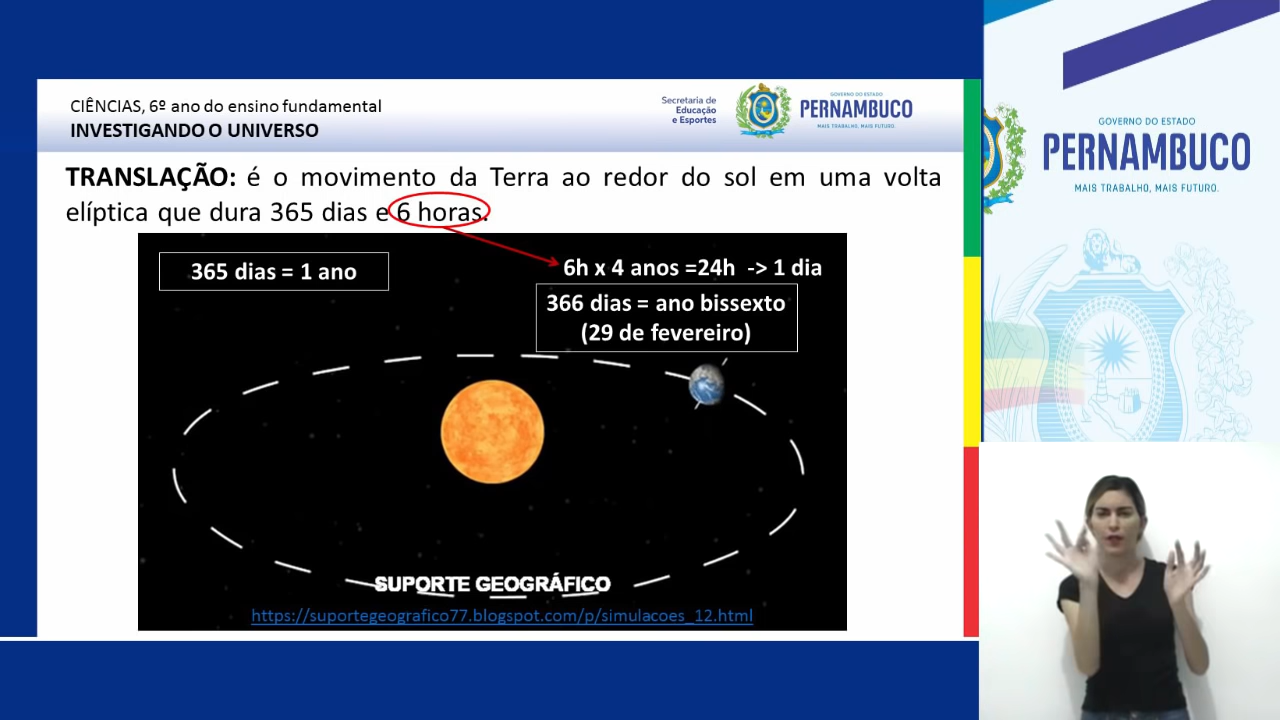 CIÊNCIAS, 6º ano do ensino fundamental
INVESTIGANDO O UNIVERSO
Secretaria de
Educação
e Esportes
GOVERNO DO ESTADO
PERNAMBUCO
MAIS TRABALHO, MAIS FUTURO.
TRANSLAÇÃO: é o movimento da Terra ao redor do sol em uma volta
elíptica que dura 365 dias e 6 horas.
365 dias = 1 ano
6h x 4 anos =24h -> 1 dia
366 dias = ano bissexto
(29 de fevereiro)
SUPORTE GEOGRÁFICO
https://suportegeografico77.blogspot.com/p/simulacoes_12.html
GOVERNO DO ESTADO
PERNAMBUCO
MAIS TRABALHO, MAIS FUTURO.